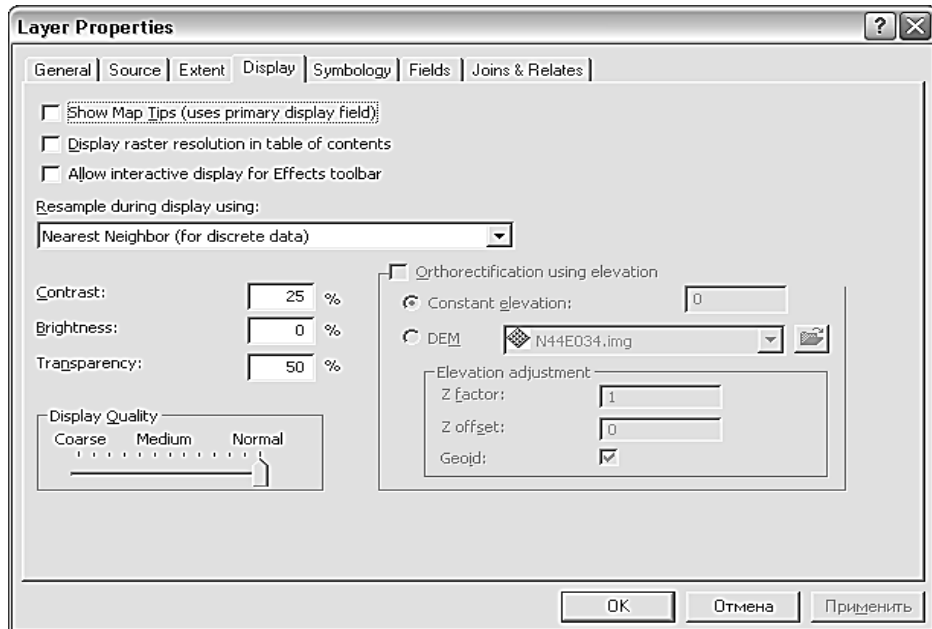 Layer Properties
General Source Extent Display Symbology Fields Joins & Relates
Show Map Tips (uses primary display field)
Display raster resolution in table of contents
Allow interactive display for Effects toolbar
Resample during display using:
Nearest Neighbor (for discrete data)
Contrast: 25 %
Brightness: 0 %
Transparency: 50 %
Display Quality
Coarse Medium Normal
Orthorectification using elevation
Constant elevation: 0
DEM N44E034.img
Elevation adjustment
Z factor: 1
Z offset: 0
Geoid:
OK Отмена Применить